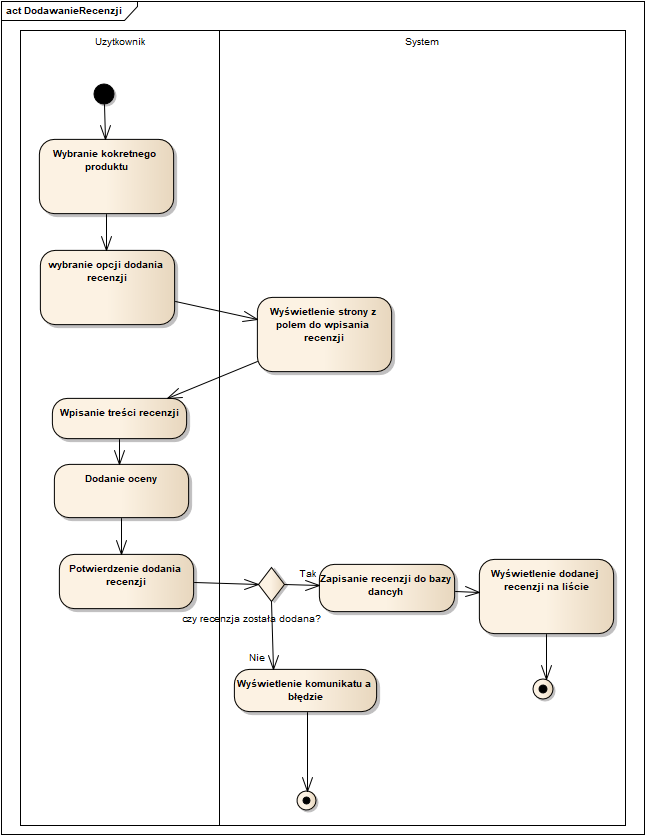 act DodawanieRecenzji
Uzytkownik
System
Wybranie kokretnego
produktu
wybranie opcji dodania
recenzji
Wyświetlenie strony z
polem do wpisania
recenzji
Wpisanie treści recenzji
Dodanie oceny
Potwierdzenie dodania
recenzji
czy recenzja została dodana?
Tak
Zapisanie recenzji do bazy
dancyh
Wyświetlenie dodanej
recenzji na liście
Nie
Wyświetlenie komunikatu a
błędzie